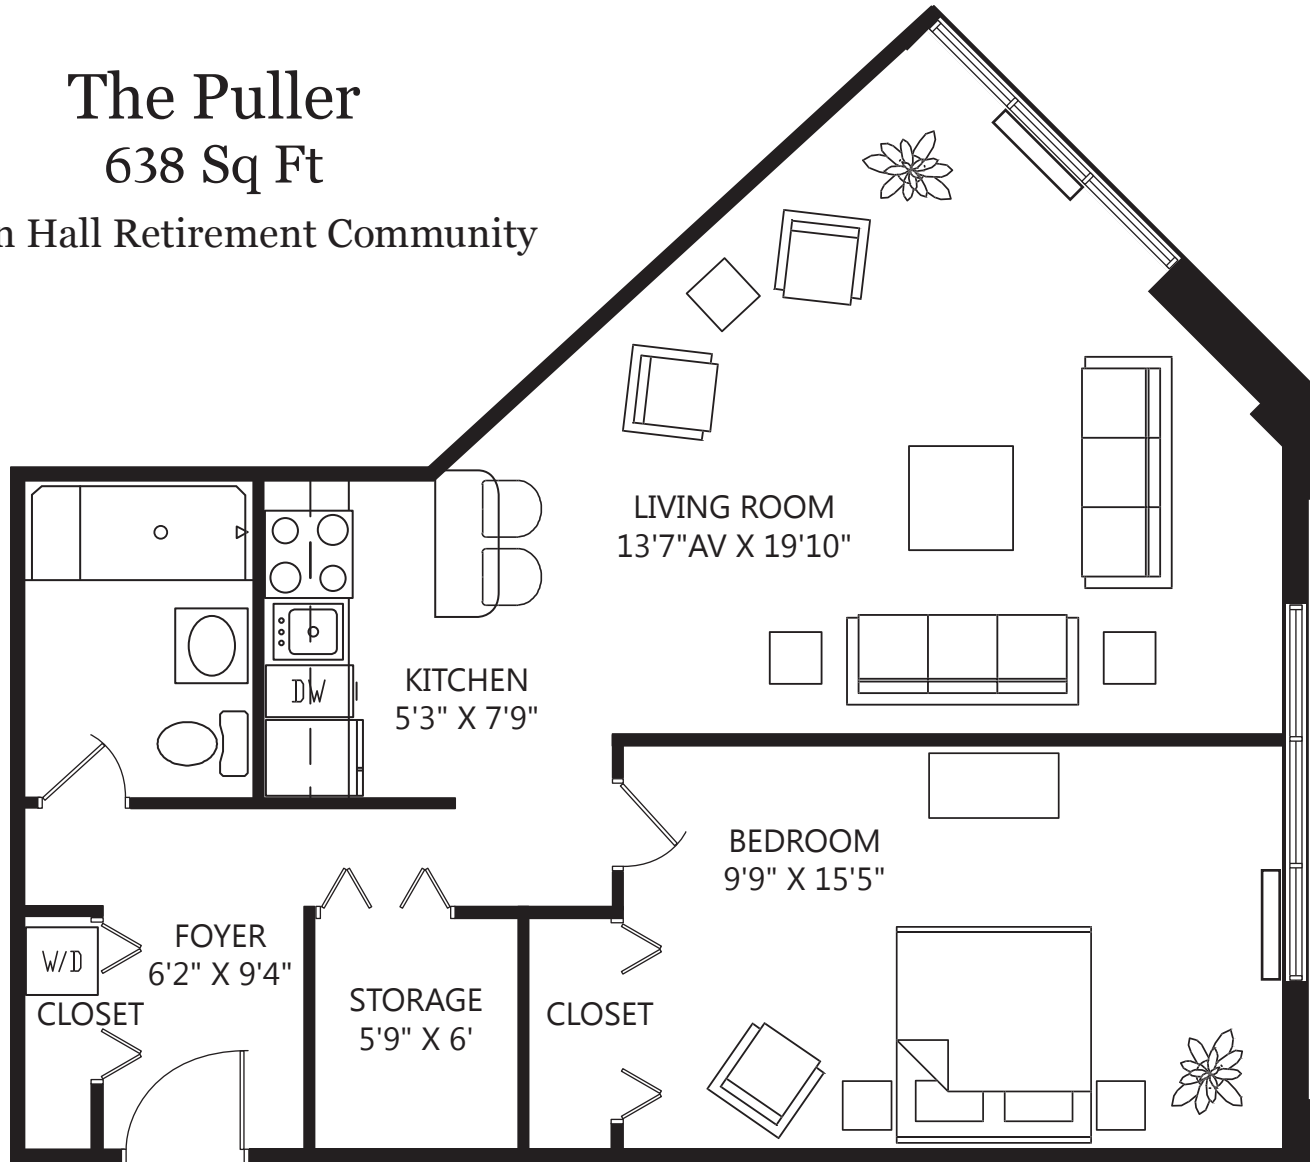 The Puller
638 Sq Ft
Hall Retirement Community
LIVING ROOM
13'7"AV X 19'10"
KITCHEN
5'3" X 7'9"
DW
BEDROOM
9'9" X 15'5"
FOYER
6'2" X 9'4"
W/D
CLOSET
STORAGE
5'9" X 6'
CLOSET